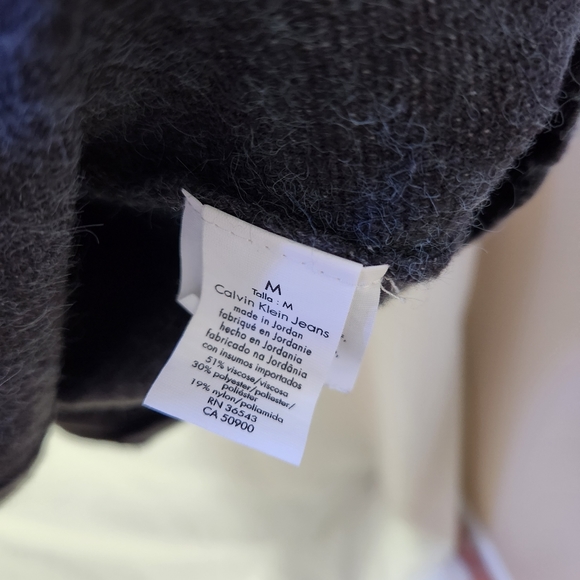 M
Talla : M
Calvin Klein Jeans
made in Jordan
fabriqué en Jordanie
hecho en Jordania
fabricado na Jordânia
con insumos importados
51% viscose/viscosa
30% polyester/poliester/
poliéster
19% nylon/poliamida
RN 36543
CA 50900